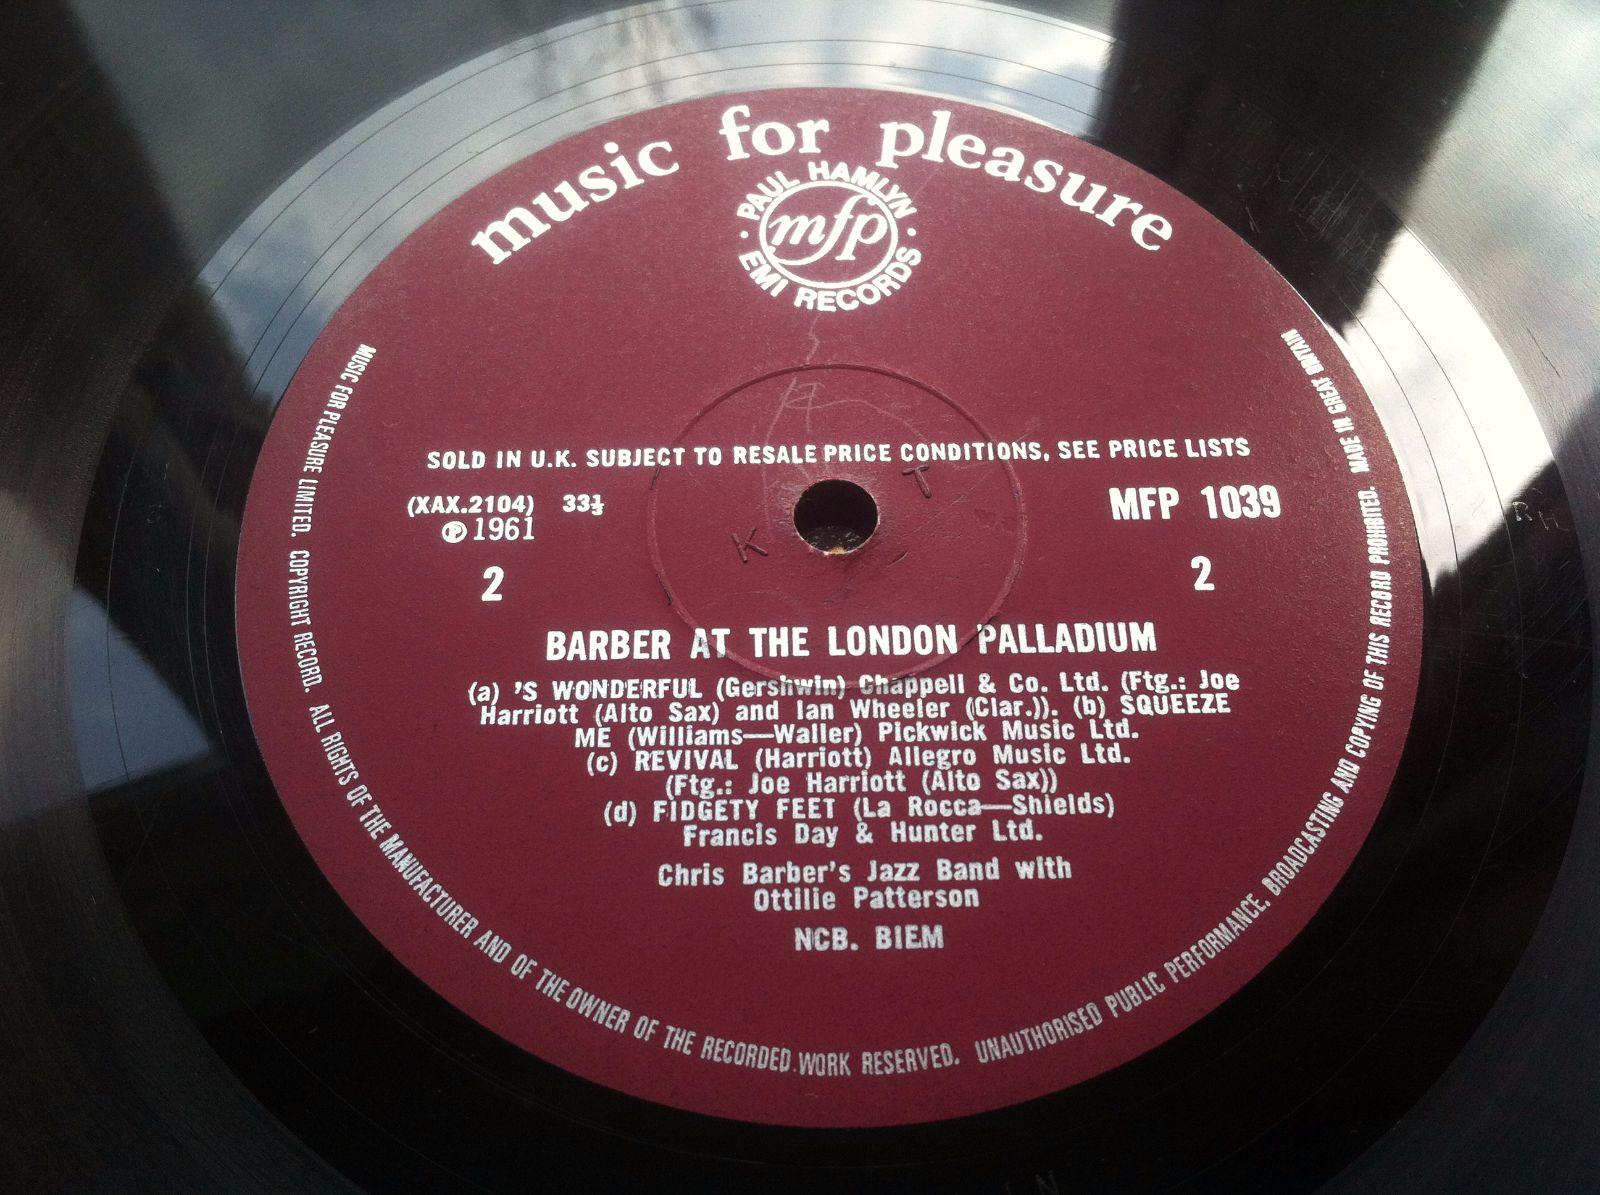 music for pleasure
PAUL HAMLYN
mfp
· EMI RECORDS ·
SOLD IN U.K. SUBJECT TO RESALE PRICE CONDITIONS, SEE PRICE LISTS
(XAX.2104) 33⅓
MFP 1039
℗ 1961
2
2
K T
BARBER AT THE LONDON PALLADIUM
(a) 'S WONDERFUL (Gershwin) Chappell & Co. Ltd. (Ftg.: Joe
Harriott (Alto Sax) and Ian Wheeler (Clar.)). (b) SQUEEZE
ME (Williams—Waller) Pickwick Music Ltd.
(c) REVIVAL (Harriott) Allegro Music Ltd.
(Ftg.: Joe Harriott (Alto Sax))
(d) FIDGETY FEET (La Rocca—Shields)
Francis Day & Hunter Ltd.
Chris Barber's Jazz Band with
Ottilie Patterson
NCB. BIEM
MUSIC FOR PLEASURE LIMITED. COPYRIGHT RECORD. ALL RIGHTS OF THE MANUFACTURER AND OF THE OWNER OF THE RECORDED WORK RESERVED. UNAUTHORISED PUBLIC PERFORMANCE, BROADCASTING AND COPYING OF THIS RECORD PROHIBITED. MADE IN GREAT BRITAIN